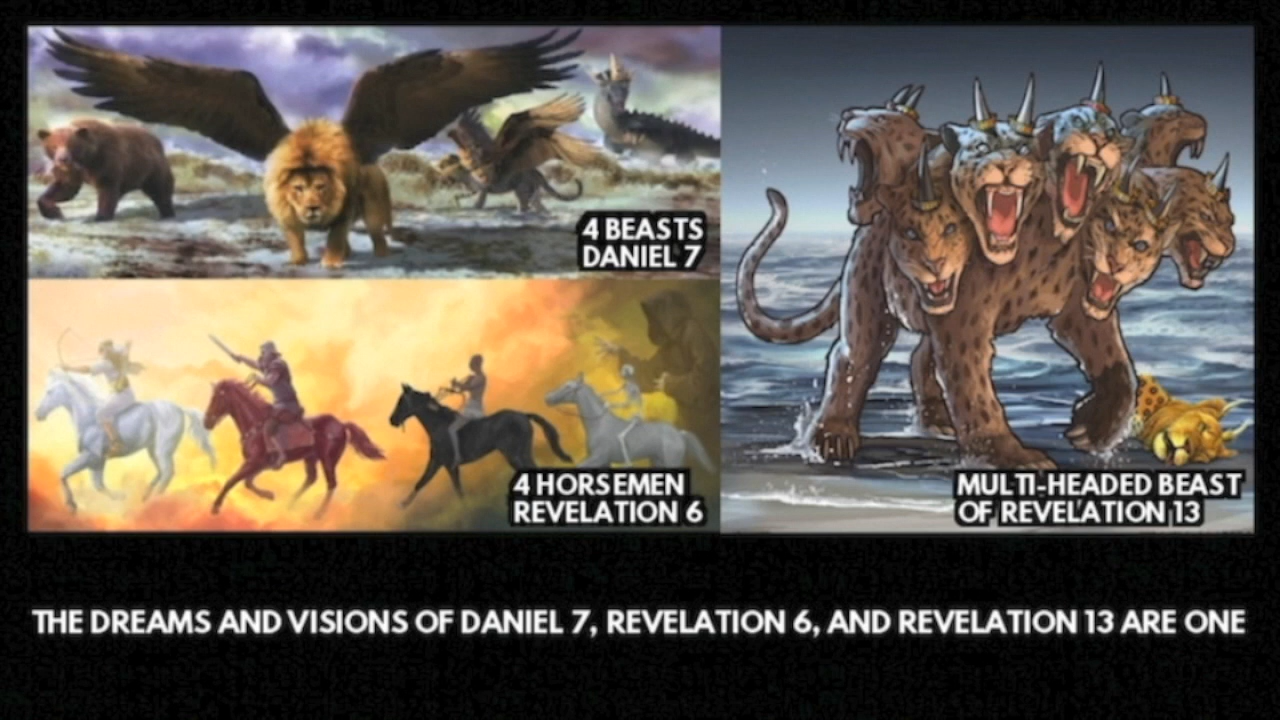 4 BEASTS
DANIEL 7
4 HORSEMEN
REVELATION 6
MULTI-HEADED BEAST
OF REVELATION 13
THE DREAMS AND VISIONS OF DANIEL 7, REVELATION 6, AND REVELATION 13 ARE ONE